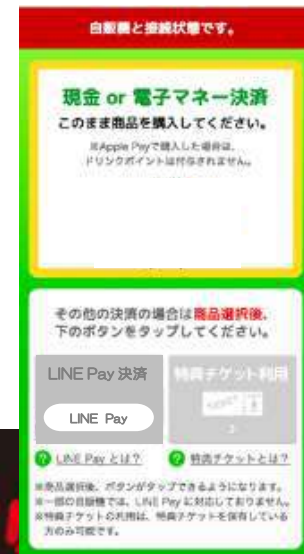 自販機と接続状態です。
現金 or 電子マネー決済
このまま商品を購入してください。
※Apple Payで購入した場合は、
ドリンクポイントは付与されません。
その他の決済の場合は商品選択後、
下のボタンをタップしてください。
LINE Pay 決済
特典チケット利用
LINE Pay
LINE Pay とは？
特典チケットとは？
※商品選択後、ボタンがタップできるようになります。
※一部の自販機では、LINE Pay に対応しておりません。
※特典チケットの利用は、特典チケットを保有している
方のみ可能です。